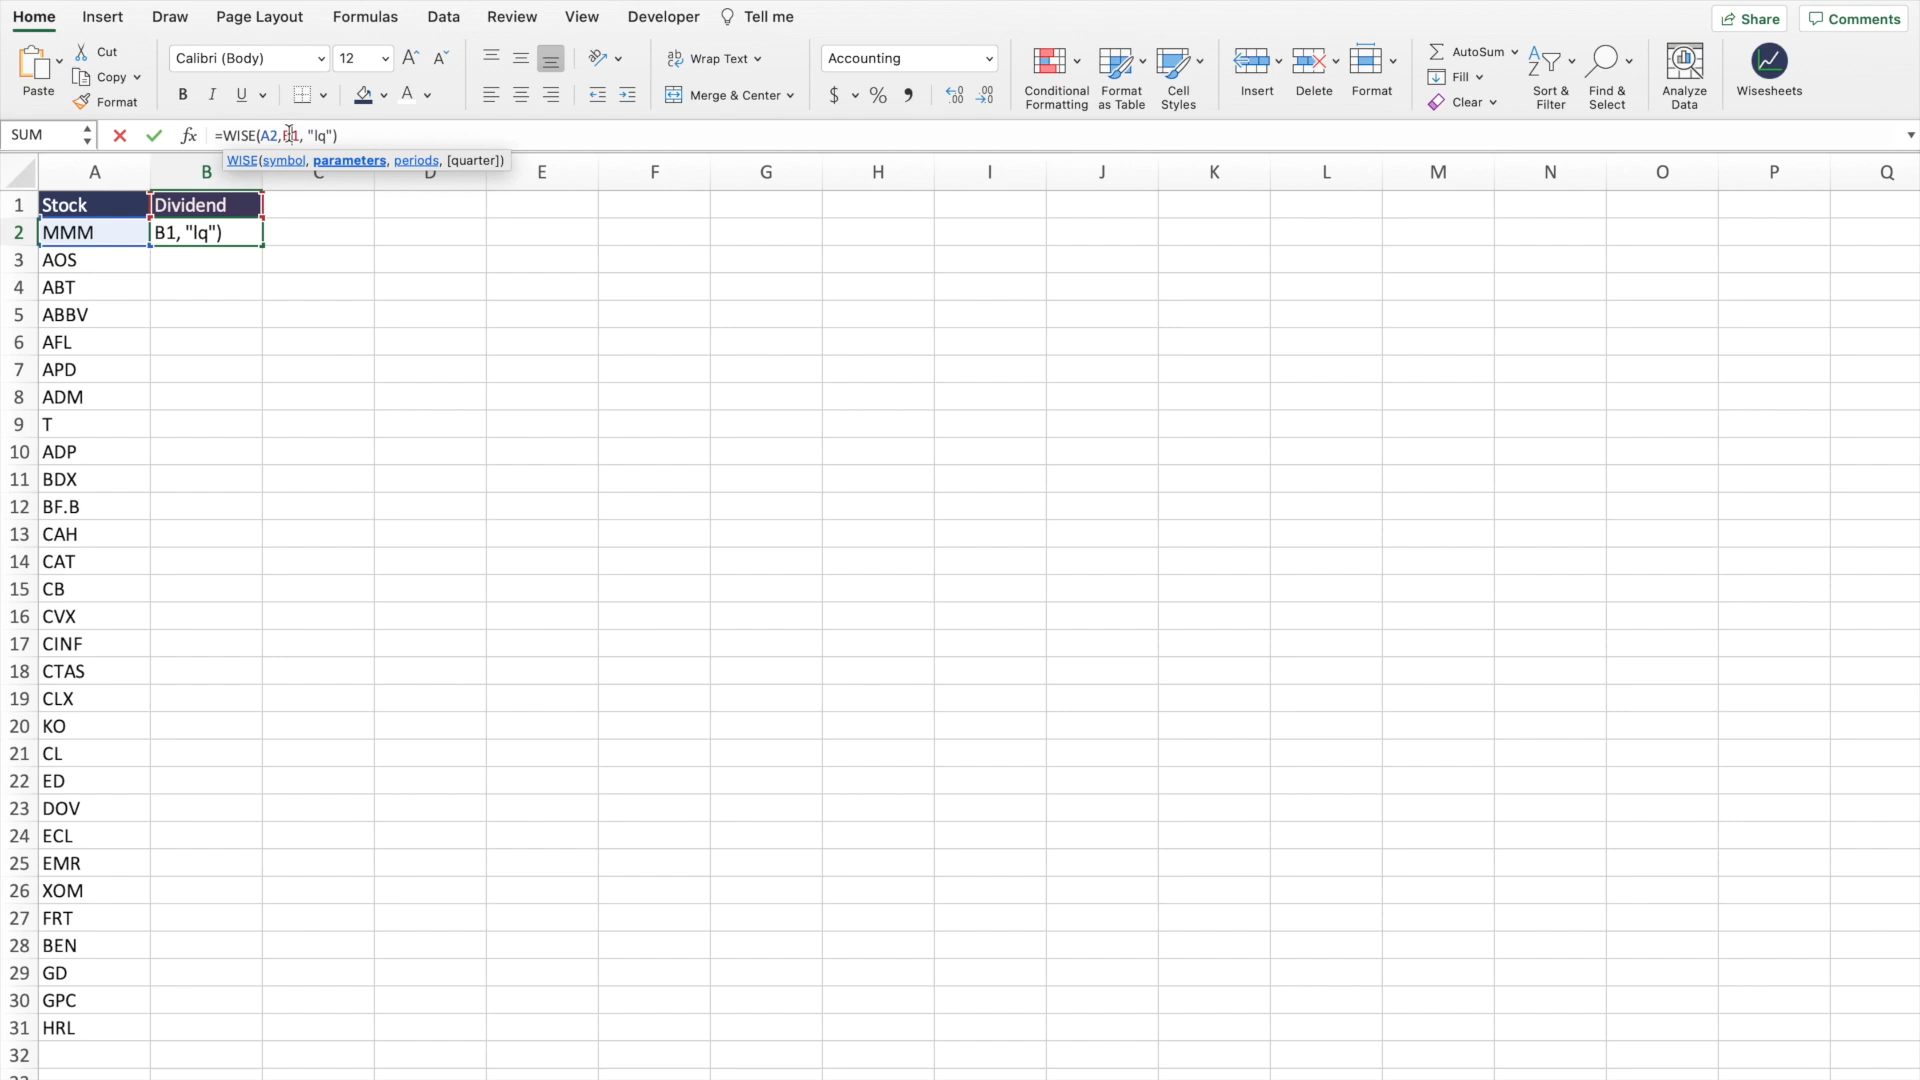 Home Insert Draw Page Layout Formulas Data Review View Developer Tell me Share Comments
Paste Cut Copy Format
Calibri (Body) 12 A A
B I U A
Wrap Text
Merge & Center
Accounting
$ % 9 .00 .0
Conditional Formatting
Format as Table
Cell Styles
Insert Delete Format
AutoSum
Fill
Clear
Sort & Filter
Find & Select
Analyze Data
Wisesheets
SUM fx =WISE(A2,B1, "lq")
WISE(symbol, parameters, periods, [quarter])
A B C D E F G H I J K L M N O P Q
1 Stock Dividend
2 MMM B1, "lq")
3 AOS
4 ABT
5 ABBV
6 AFL
7 APD
8 ADM
9 T
10 ADP
11 BDX
12 BF.B
13 CAH
14 CAT
15 CB
16 CVX
17 CINF
18 CTAS
19 CLX
20 KO
21 CL
22 ED
23 DOV
24 ECL
25 EMR
26 XOM
27 FRT
28 BEN
29 GD
30 GPC
31 HRL
32